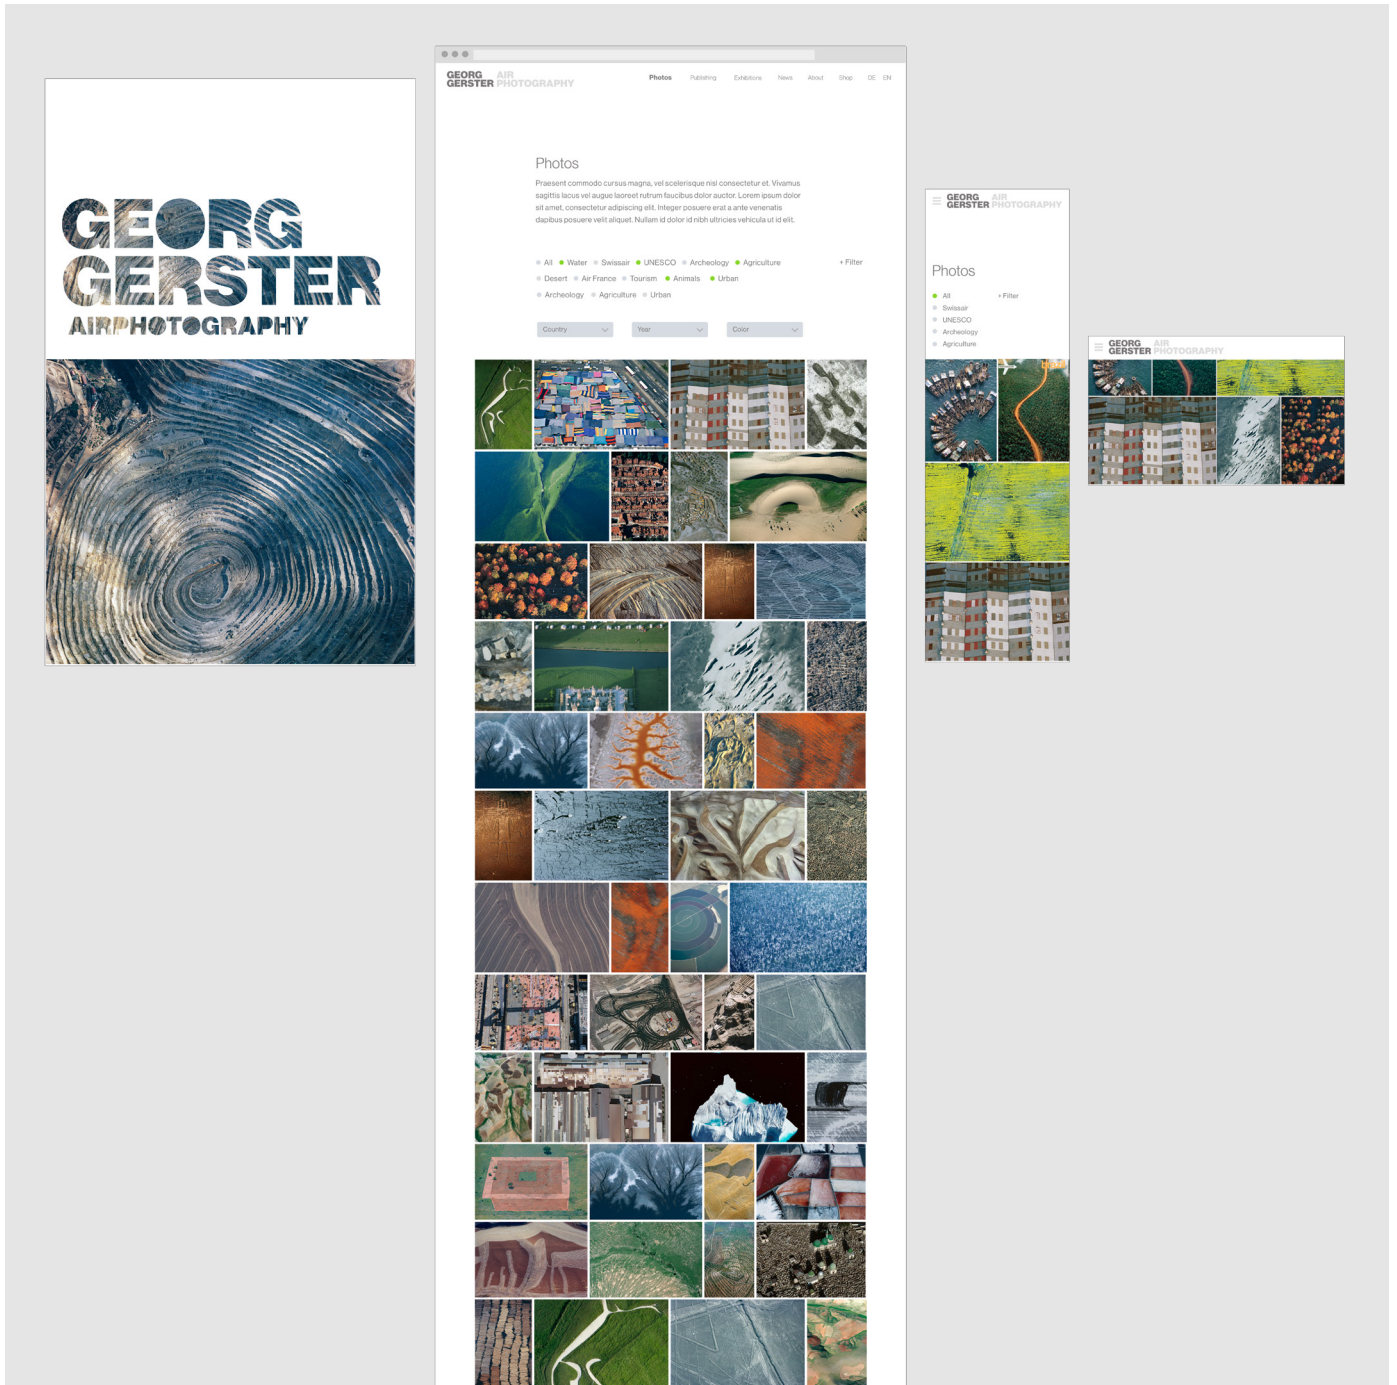 GEORG
GERSTER
AIRPHOTOGRAPHY
GEORG AIR
GERSTER PHOTOGRAPHY
Photos Publishing Exhibitions News About Shop DE EN
Photos
Praesent commodo cursus magna, vel scelerisque nisl consectetur et. Vivamus
sagittis lacus vel augue laoreet rutrum faucibus dolor auctor. Lorem ipsum dolor
sit amet, consectetur adipiscing elit. Integer posuere erat a ante venenatis
dapibus posuere velit aliquet. Nullam id dolor id nibh ultricies vehicula ut id elit.
All Water Swissair UNESCO Archeology Agriculture + Filter
Desert Air France Tourism Animals Urban
Archeology Agriculture Urban
Country Year Color
GEORG AIR
GERSTER PHOTOGRAPHY
Photos
All + Filter
Swissair
UNESCO
Archeology
Agriculture
GEORG AIR
GERSTER PHOTOGRAPHY